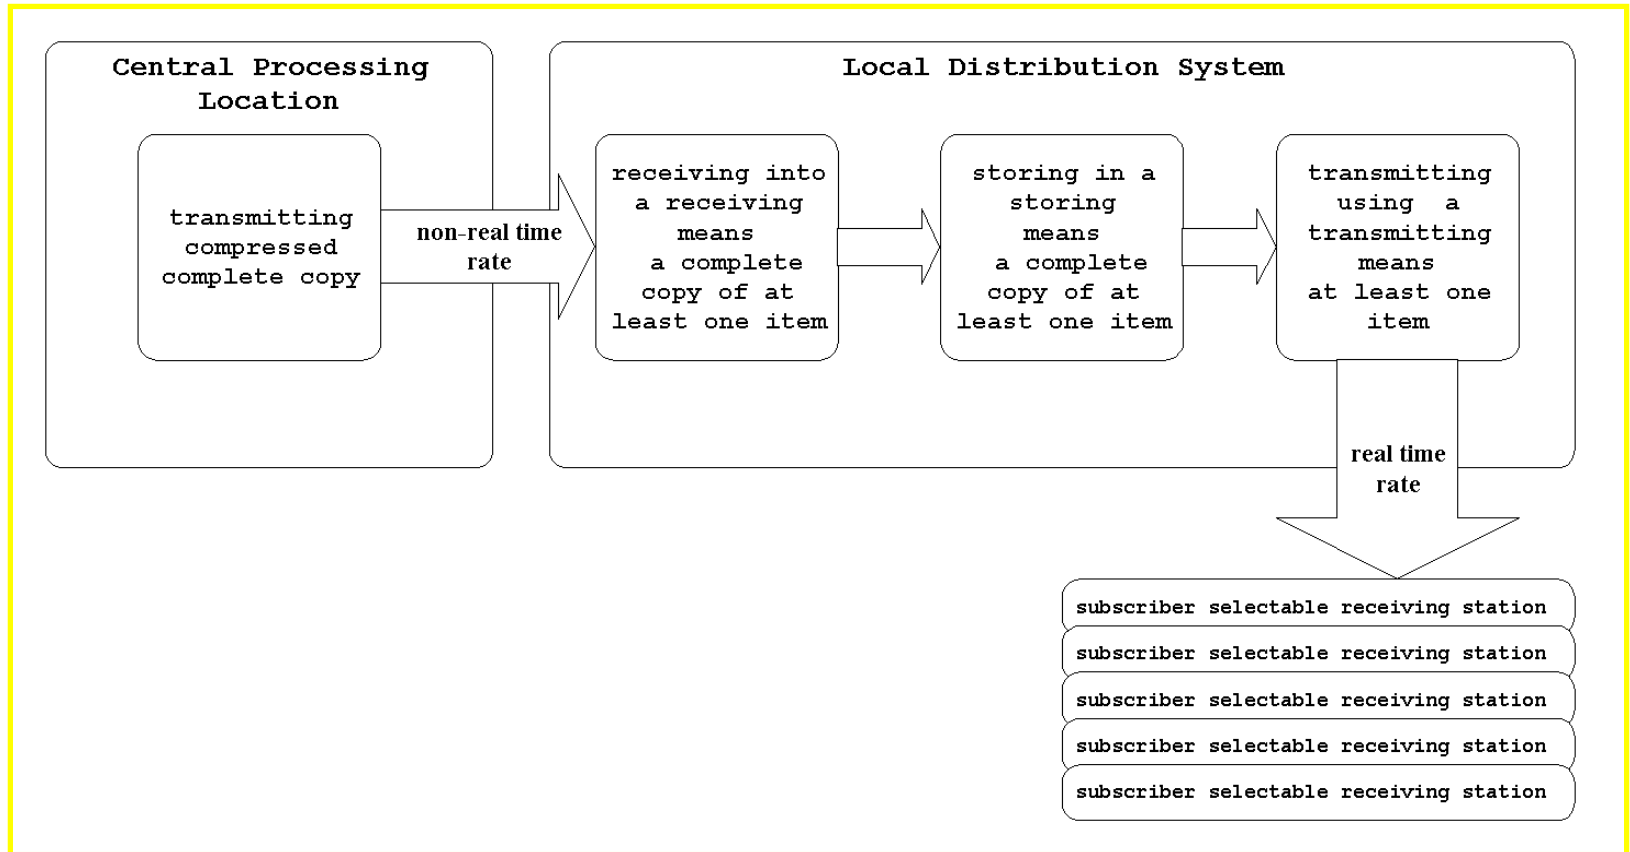 Central Processing
Location
transmitting
compressed
complete copy
non-real time
rate
Local Distribution System
receiving into
a receiving
means
a complete
copy of at
least one item
storing in a
storing
means
a complete
copy of at
least one item
transmitting
using a
transmitting
means
at least one
item
real time
rate
subscriber selectable receiving station
subscriber selectable receiving station
subscriber selectable receiving station
subscriber selectable receiving station
subscriber selectable receiving station